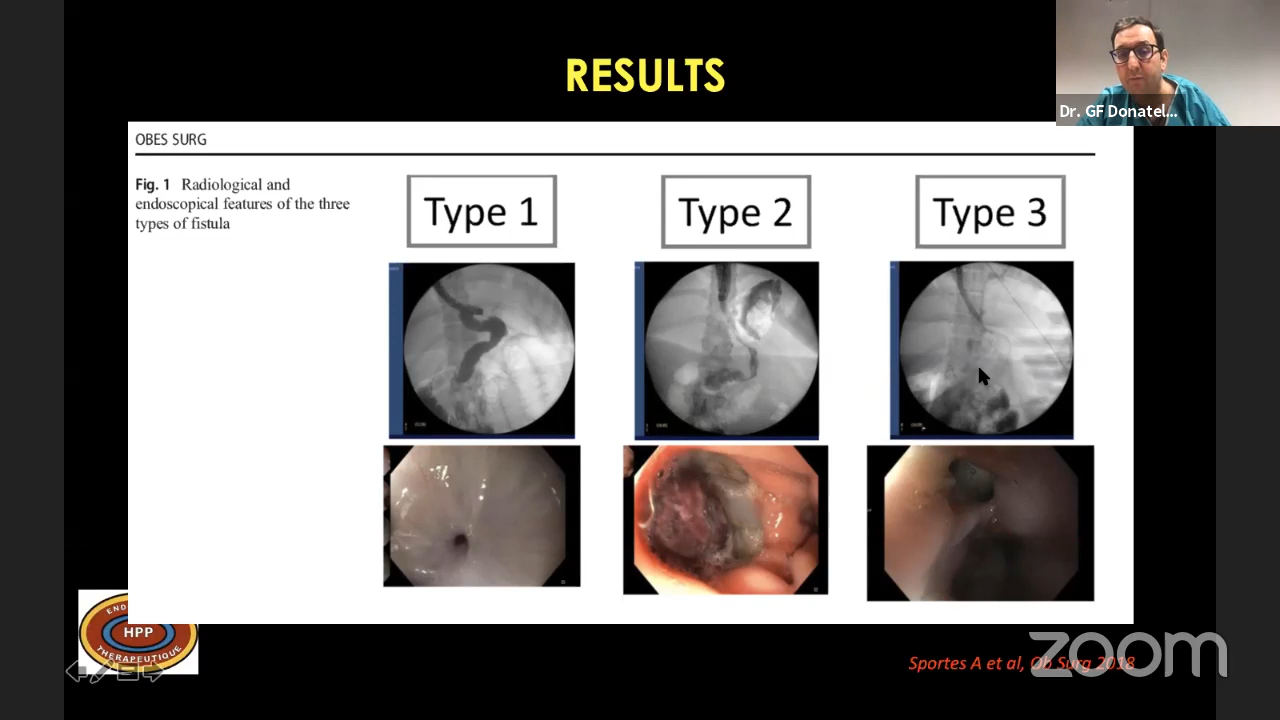 RESULTS
Dr. GF Donatel...
OBES SURG
Fig. 1 Radiological and
endoscopical features of the three
types of fistula
Type 1
Type 2
Type 3
HPP
THERAPEUTIQUE
Sportes A et al, Ob Surg 2018
zoom